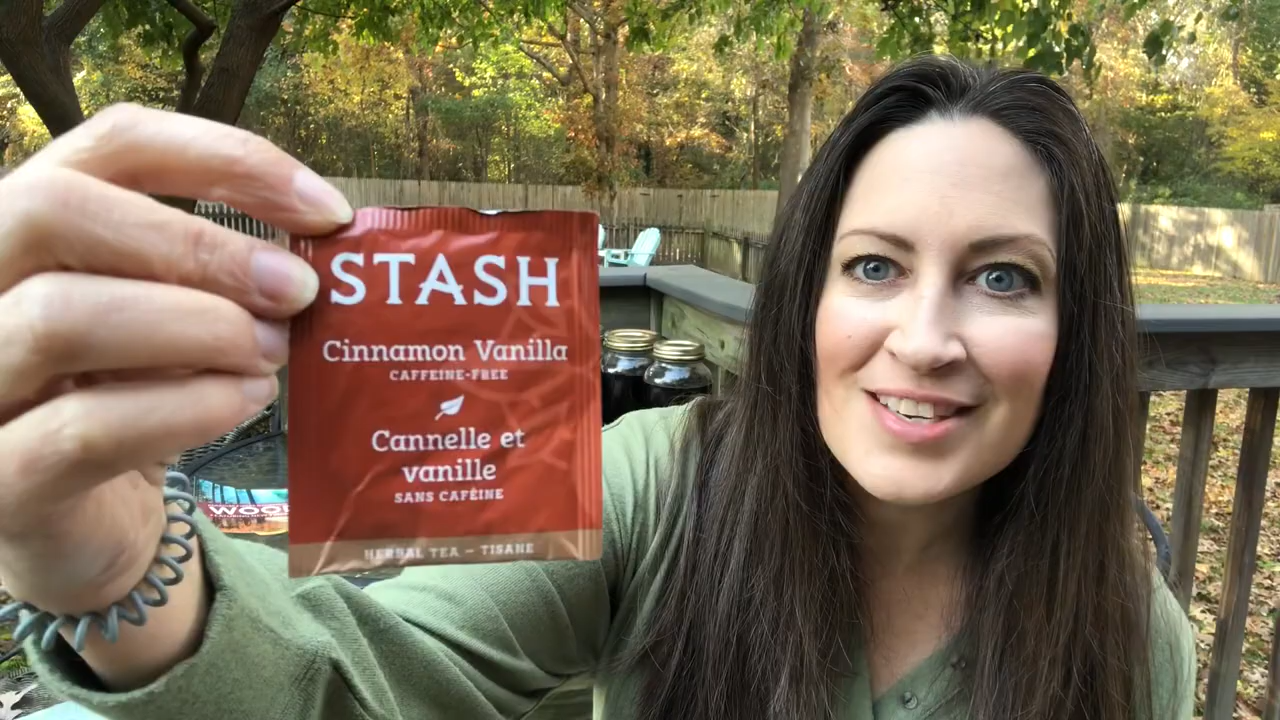 STASH
Cinnamon Vanilla
CAFFEINE-FREE
Cannelle et
vanille
SANS CAFÉINE
HERBAL TEA – TISANE